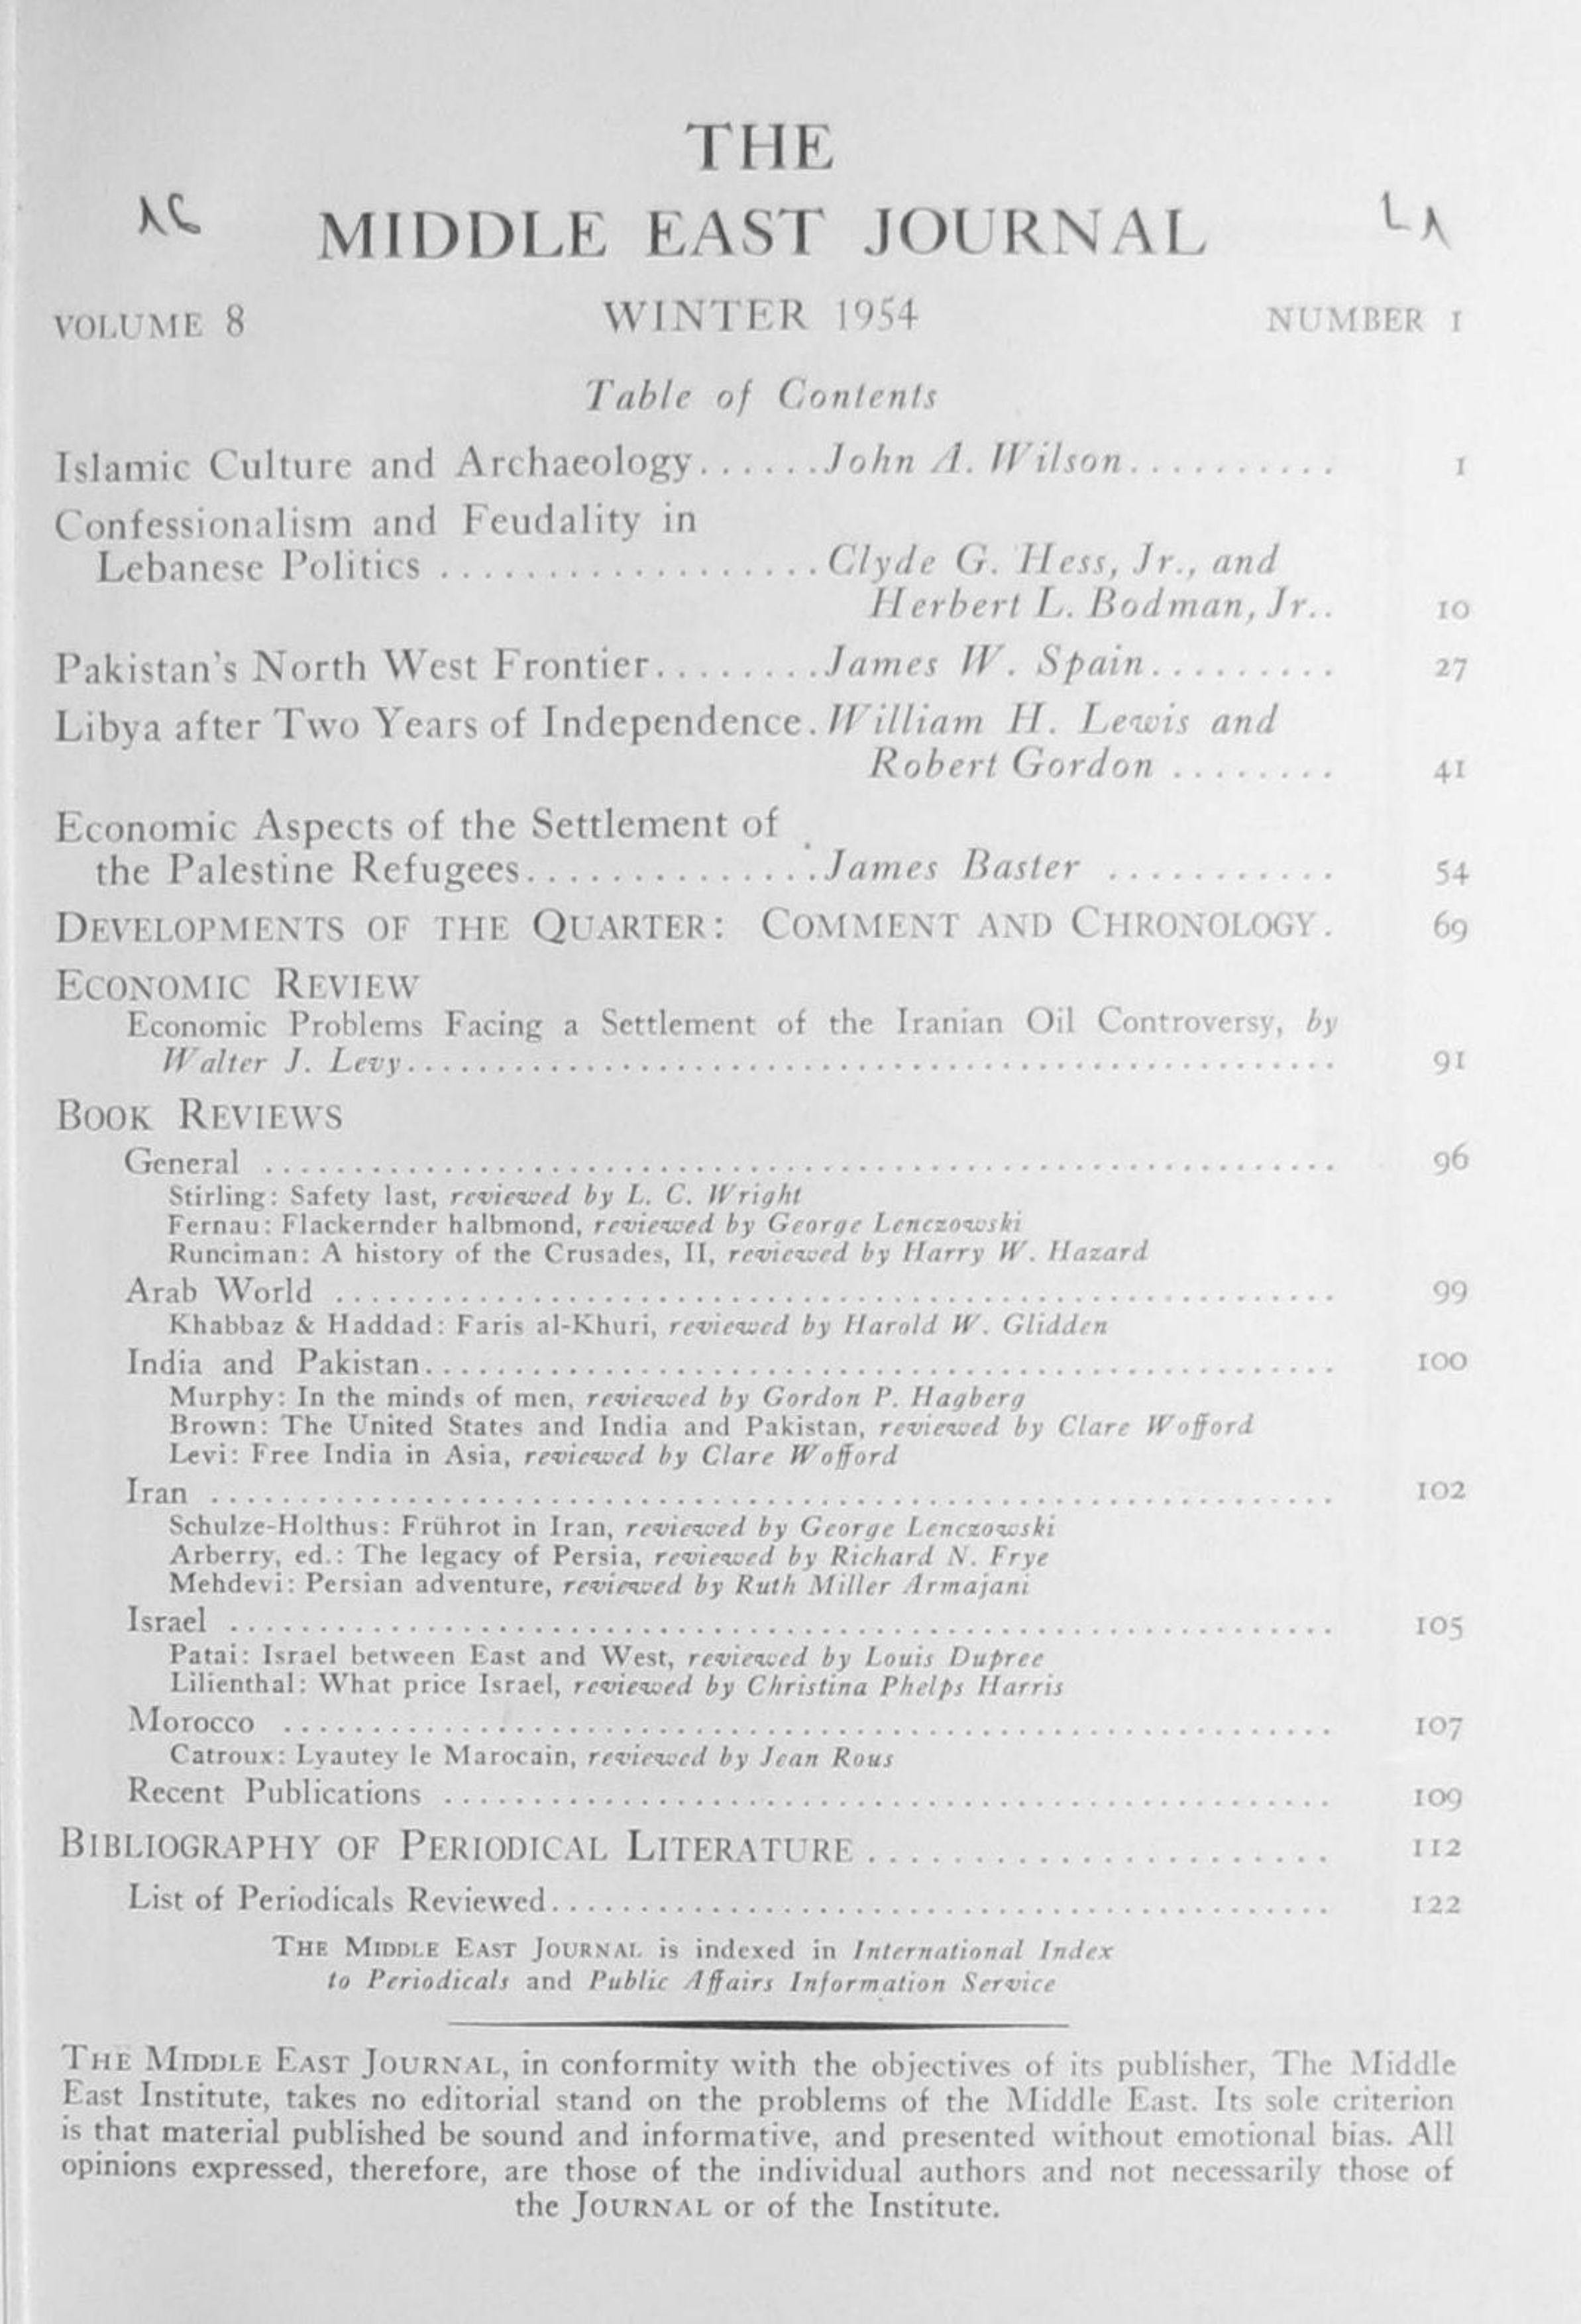 THE
MIDDLE EAST JOURNAL
VOLUME 8 WINTER 1954 NUMBER 1
Table of Contents
Islamic Culture and Archaeology......John A. Wilson.......... 1
Confessionalism and Feudality in
Lebanese Politics ..................Clyde G. Hess, Jr., and
Herbert L. Bodman, Jr.. 10
Pakistan's North West Frontier........James W. Spain......... 27
Libya after Two Years of Independence.William H. Lewis and
Robert Gordon ........ 41
Economic Aspects of the Settlement of
the Palestine Refugees..............James Baster ........... 54
DEVELOPMENTS OF THE QUARTER: COMMENT AND CHRONOLOGY. 69
ECONOMIC REVIEW
Economic Problems Facing a Settlement of the Iranian Oil Controversy, by
Walter J. Levy.................................................... 91
BOOK REVIEWS
General ............................................................ 96
Stirling: Safety last, reviewed by L. C. Wright
Fernau: Flackernder halbmond, reviewed by George Lenczowski
Runciman: A history of the Crusades, II, reviewed by Harry W. Hazard
Arab World ........................................................ 99
Khabbaz & Haddad: Faris al-Khuri, reviewed by Harold W. Glidden
India and Pakistan................................................... 100
Murphy: In the minds of men, reviewed by Gordon P. Hagberg
Brown: The United States and India and Pakistan, reviewed by Clare Wofford
Levi: Free India in Asia, reviewed by Clare Wofford
Iran ............................................................... 102
Schulze-Holthus: Frührot in Iran, reviewed by George Lenczowski
Arberry, ed.: The legacy of Persia, reviewed by Richard N. Frye
Mehdevi: Persian adventure, reviewed by Ruth Miller Armajani
Israel .............................................................. 105
Patai: Israel between East and West, reviewed by Louis Dupree
Lilienthal: What price Israel, reviewed by Christina Phelps Harris
Morocco ........................................................... 107
Catroux: Lyautey le Marocain, reviewed by Jean Rous
Recent Publications .................................................. 109
BIBLIOGRAPHY OF PERIODICAL LITERATURE........................ 112
List of Periodicals Reviewed............................................ 122
THE MIDDLE EAST JOURNAL is indexed in International Index
to Periodicals and Public Affairs Information Service
THE MIDDLE EAST JOURNAL, in conformity with the objectives of its publisher, The Middle
East Institute, takes no editorial stand on the problems of the Middle East. Its sole criterion
is that material published be sound and informative, and presented without emotional bias. All
opinions expressed, therefore, are those of the individual authors and not necessarily those of
the JOURNAL or of the Institute.